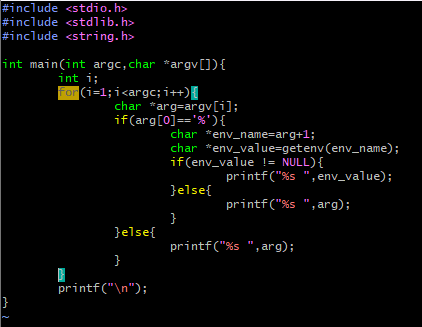 #include <stdio.h>
#include <stdlib.h>
#include <string.h>

int main(int argc,char *argv[]){
        int i;
        for(i=1;i<argc;i++){
                char *arg=argv[i];
                if(arg[0]=='%'){
                        char *env_name=arg+1;
                        char *env_value=getenv(env_name);
                        if(env_value != NULL){
                                printf("%s ",env_value);
                        }else{
                                printf("%s ",arg);
                        }
                }else{
                        printf("%s ",arg);
                }
        }
        printf("\n");
}
~